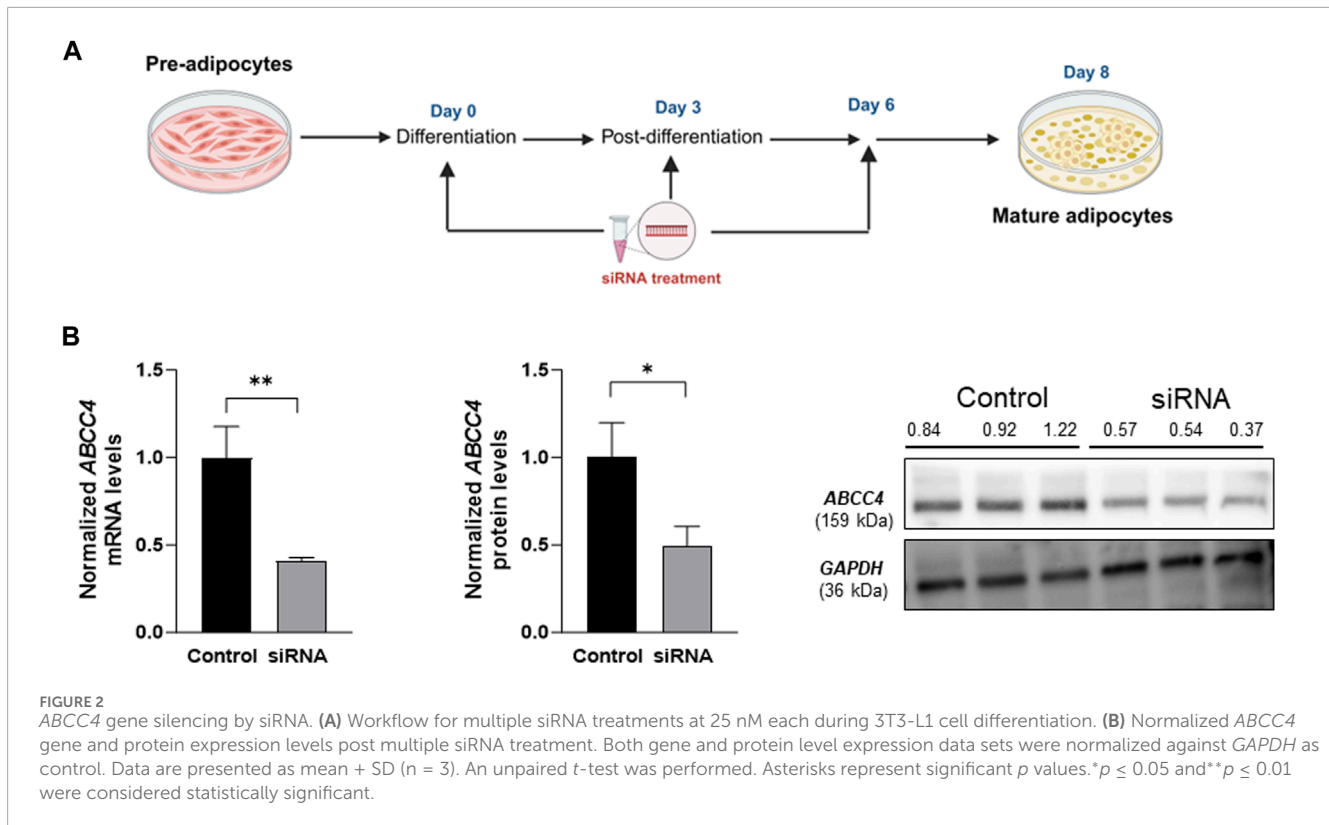 A
Pre-adipocytes
Day 0
Differentiation
Day 3
Post-differentiation
Day 6
Day 8
Mature adipocytes
siRNA treatment
B
Normalized ABCC4
mRNA levels
1.5
1.0
0.5
0.0
**
Control siRNA
Normalized ABCC4
protein levels
1.5
1.0
0.5
0.0
*
Control siRNA
Control siRNA
0.84 0.92 1.22 0.57 0.54 0.37
ABCC4
(159 kDa)
GAPDH
(36 kDa)
FIGURE 2
ABCC4 gene silencing by siRNA. (A) Workflow for multiple siRNA treatments at 25 nM each during 3T3-L1 cell differentiation. (B) Normalized ABCC4
gene and protein expression levels post multiple siRNA treatment. Both gene and protein level expression data sets were normalized against GAPDH as
control. Data are presented as mean + SD (n = 3). An unpaired t-test was performed. Asterisks represent significant p values.*p ≤ 0.05 and**p ≤ 0.01
were considered statistically significant.